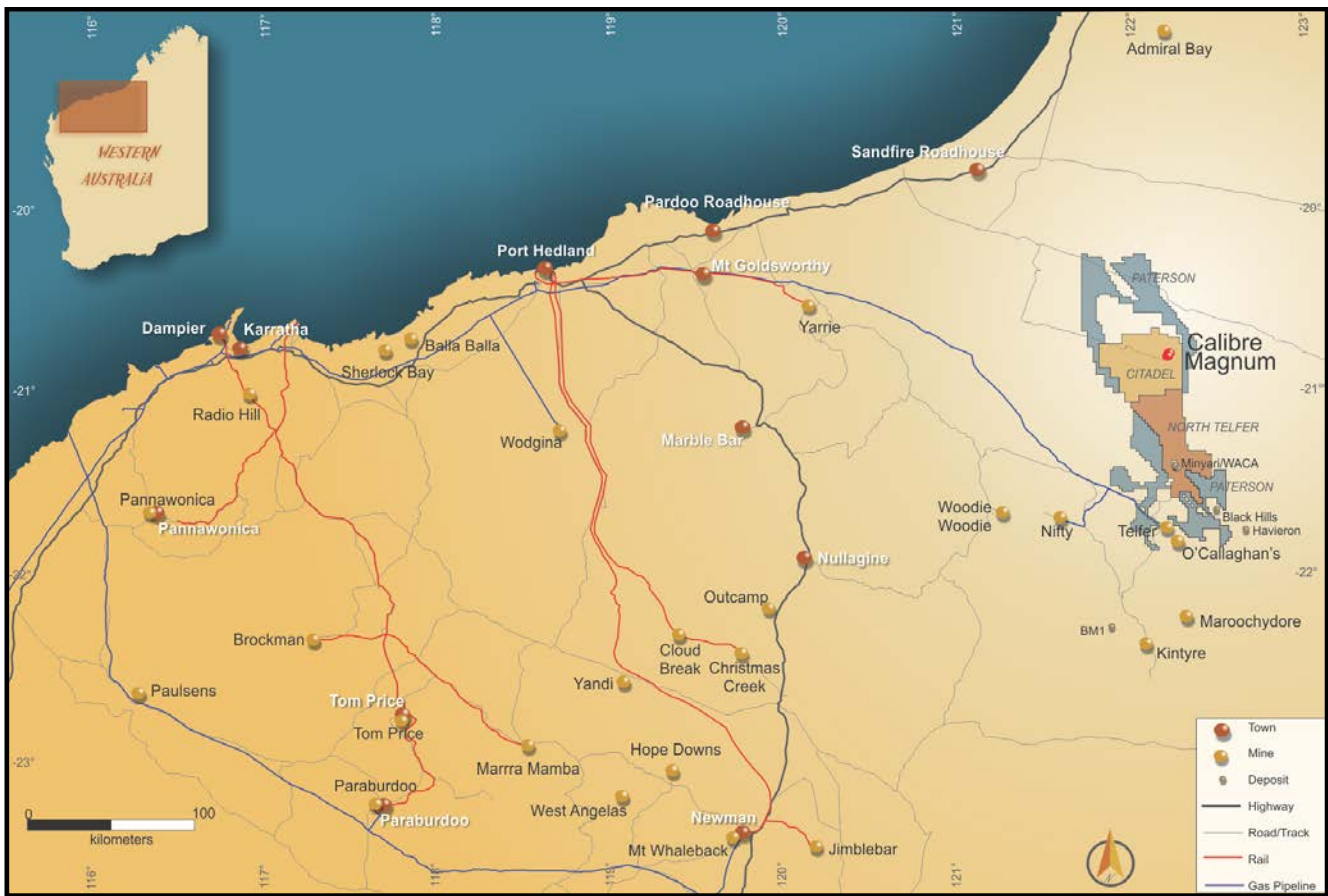 116°
117°
118°
119°
120°
121°
122°
123°
Admiral Bay
WESTERN
AUSTRALIA
Sandfire Roadhouse
-20°
-20°
Pardoo Roadhouse
Port Hedland
Mt Goldsworthy
PATERSON
Yarrie
Dampier
Karratha
Balla Balla
Sherlock Bay
Calibre
Magnum
CITADEL
-21°
-21°
Radio Hill
Wodgina
Marble Bar
NORTH TELFER
Minyari/WACA
PATERSON
Pannawonica
Pannawonica
Woodie
Woodie
Nifty
Telfer
Black Hills
Havieron
O'Callaghan's
Nullagine
-22°
-22°
Outcamp
Brockman
Cloud
Break
Christmas
Creek
BM1
Maroochydore
Kintyre
Paulsens
Yandi
Tom Price
Tom Price
Marrra Mamba
Hope Downs
-23°
Paraburdoo
Paraburdoo
West Angelas
Newman
Mt Whaleback
Jimblebar
0
100
kilometers
Town
Mine
Deposit
Highway
Road/Track
Rail
Gas Pipeline
N
116°
117°
118°
119°
120°
121°